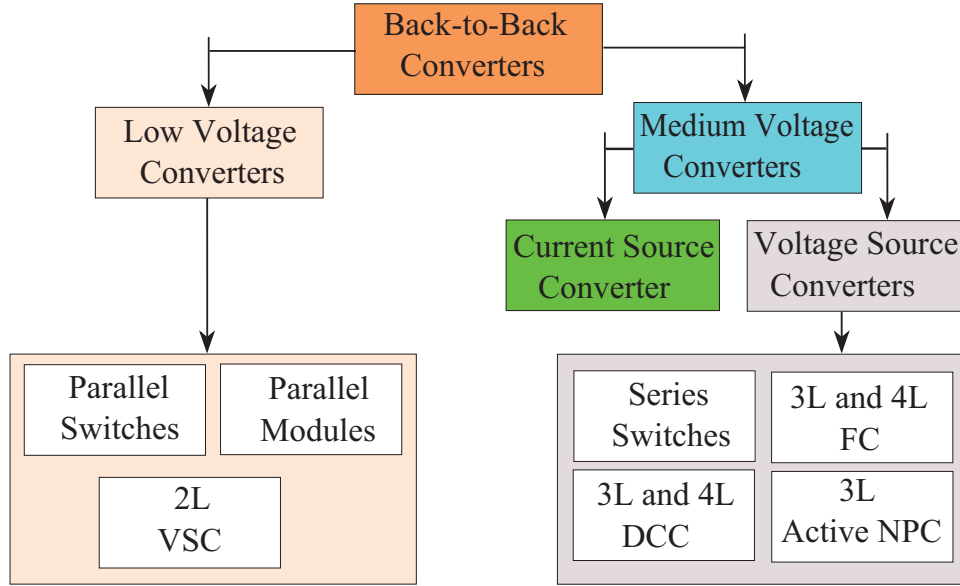 Back-to-Back
Converters
Low Voltage
Converters
Medium Voltage
Converters
Current Source
Converter
Voltage Source
Converters
Parallel
Switches
Parallel
Modules
2L
VSC
Series
Switches
3L and 4L
FC
3L and 4L
DCC
3L
Active NPC